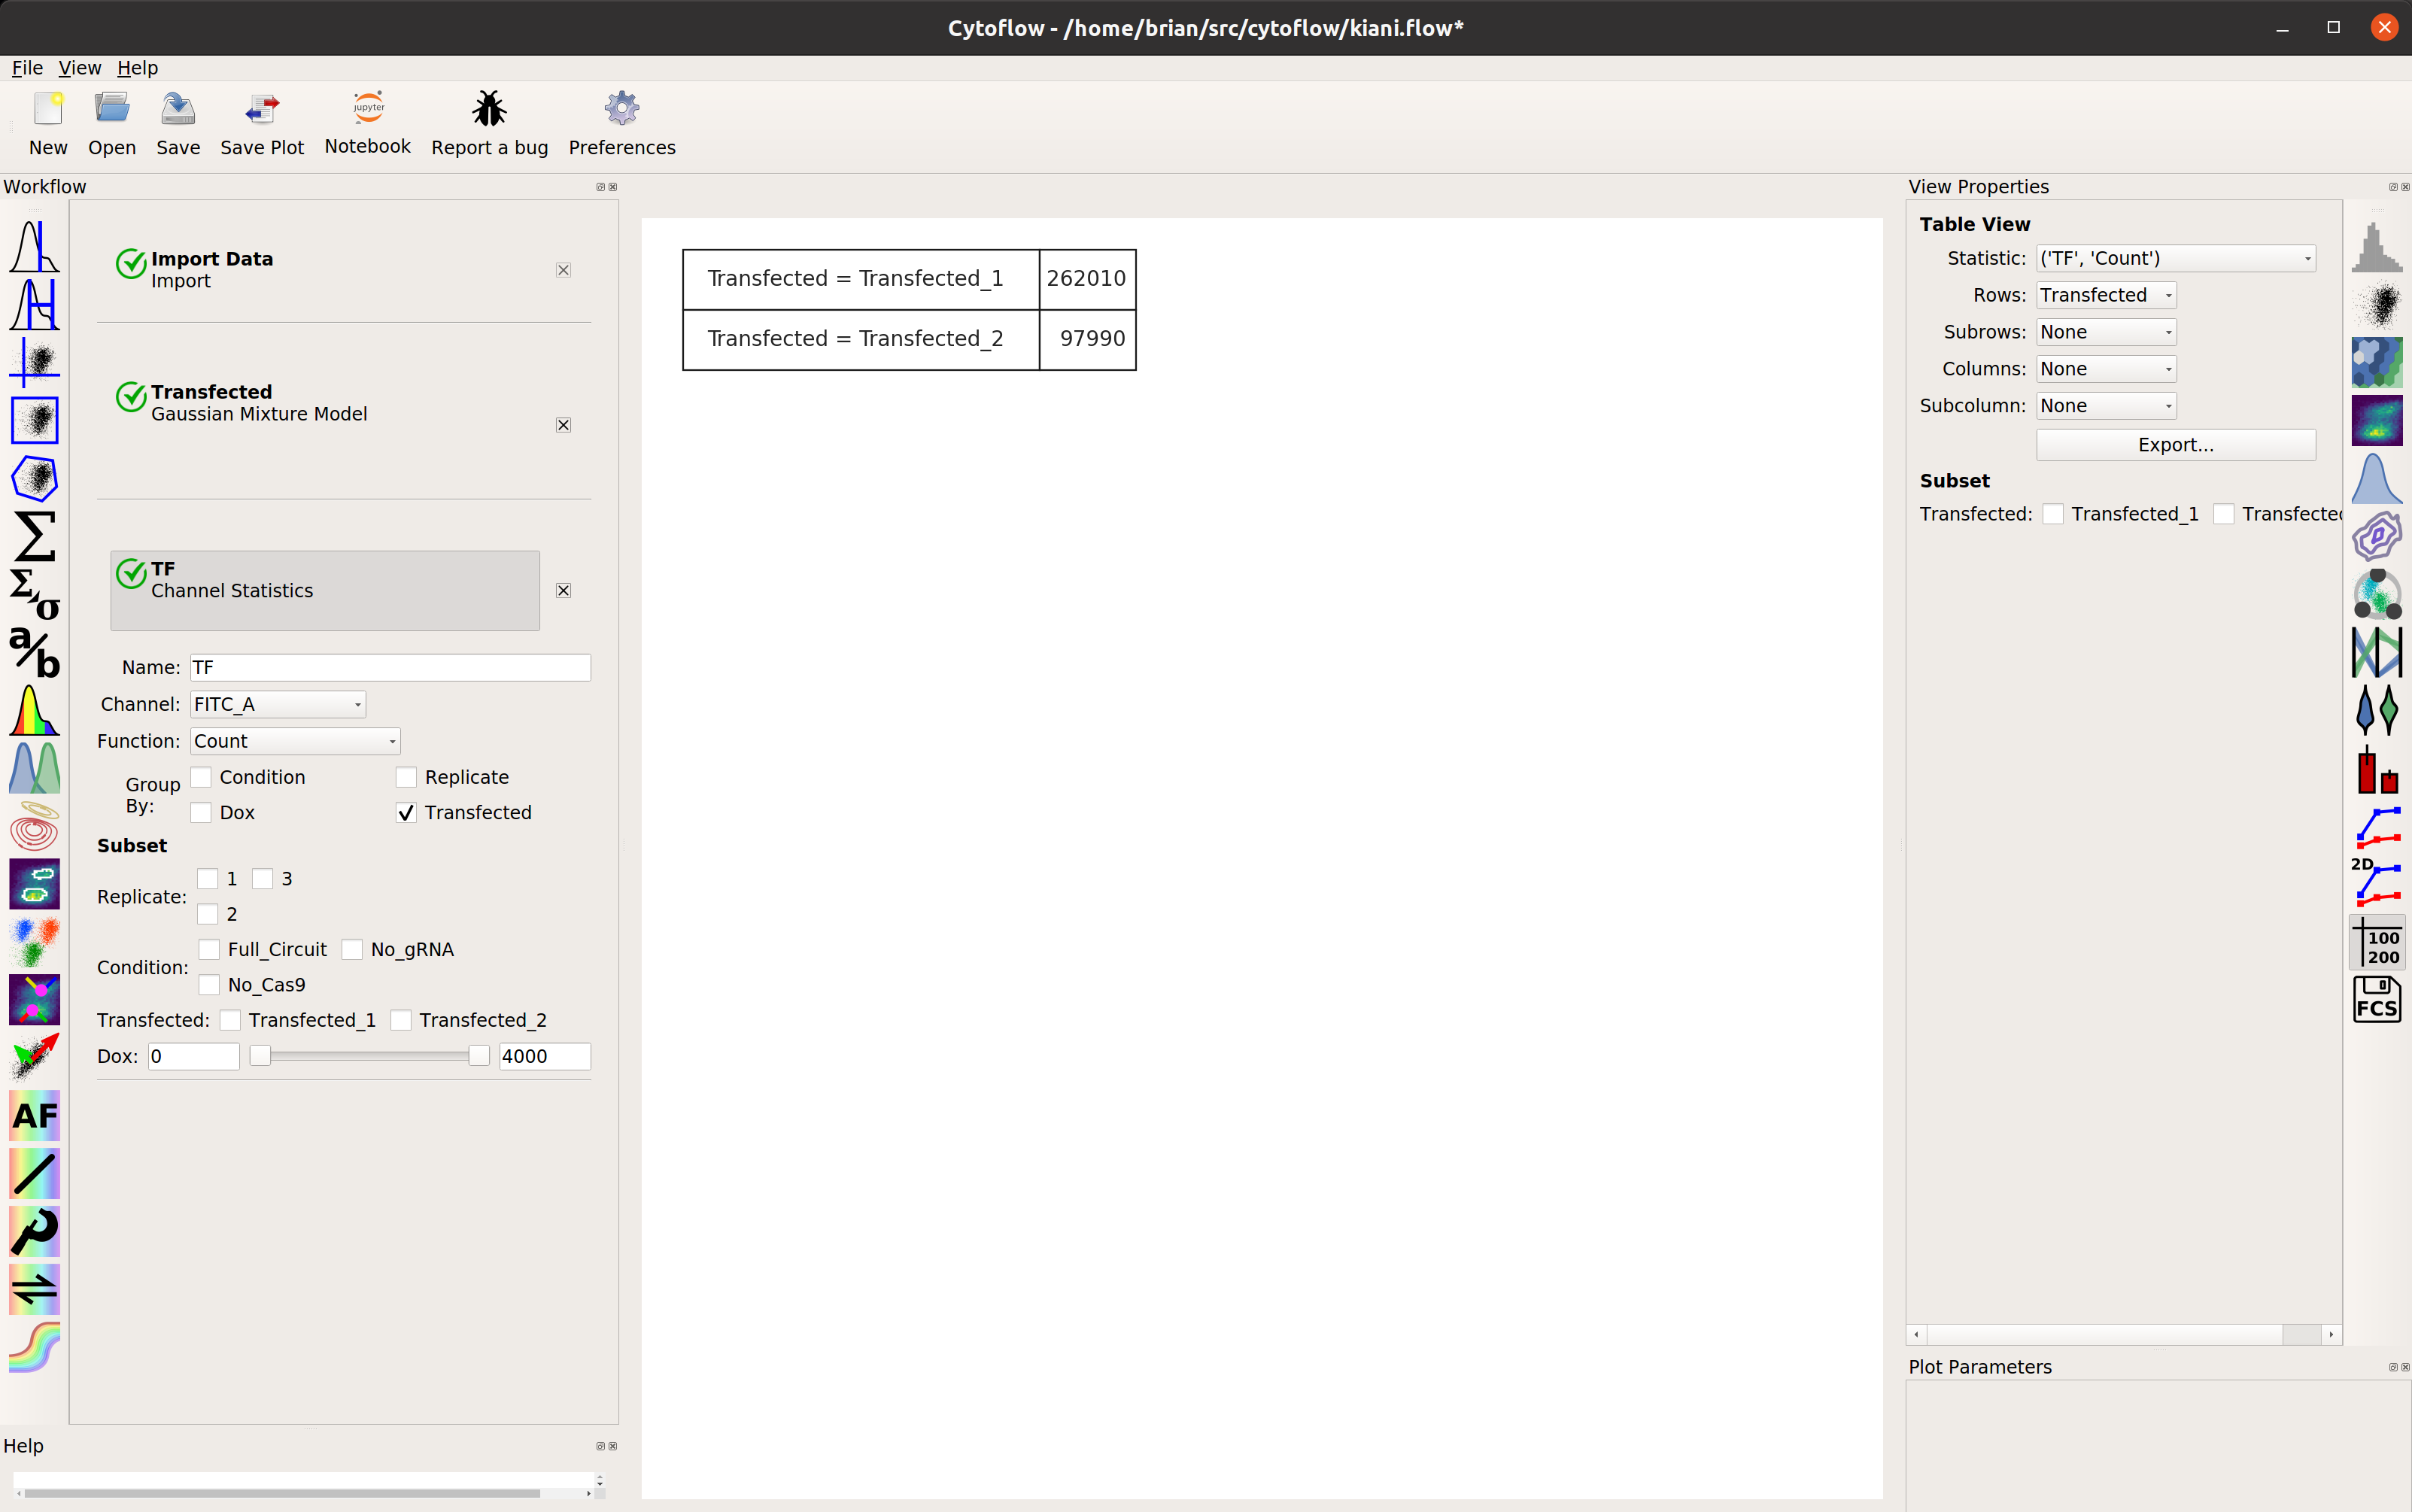 Cytoflow - /home/brian/src/cytoflow/kiani.flow*
File View Help
New Open Save Save Plot Notebook Report a bug Preferences
jupyter
Workflow
Import Data
Import
Transfected
Gaussian Mixture Model
TF
Channel Statistics
Name: TF
Channel: FITC_A
Function: Count
Group By:
Condition Replicate
Dox Transfected
Subset
Replicate: 1 3
2
Condition: Full_Circuit No_gRNA
No_Cas9
Transfected: Transfected_1 Transfected_2
Dox: 0 4000
Σ
Σ σ
a/b
AF
Help
Transfected = Transfected_1 262010
Transfected = Transfected_2 97990
View Properties
Table View
Statistic: ('TF', 'Count')
Rows: Transfected
Subrows: None
Columns: None
Subcolumn: None
Export...
Subset
Transfected: Transfected_1 Transfected
2D
100
200
FCS
Plot Parameters